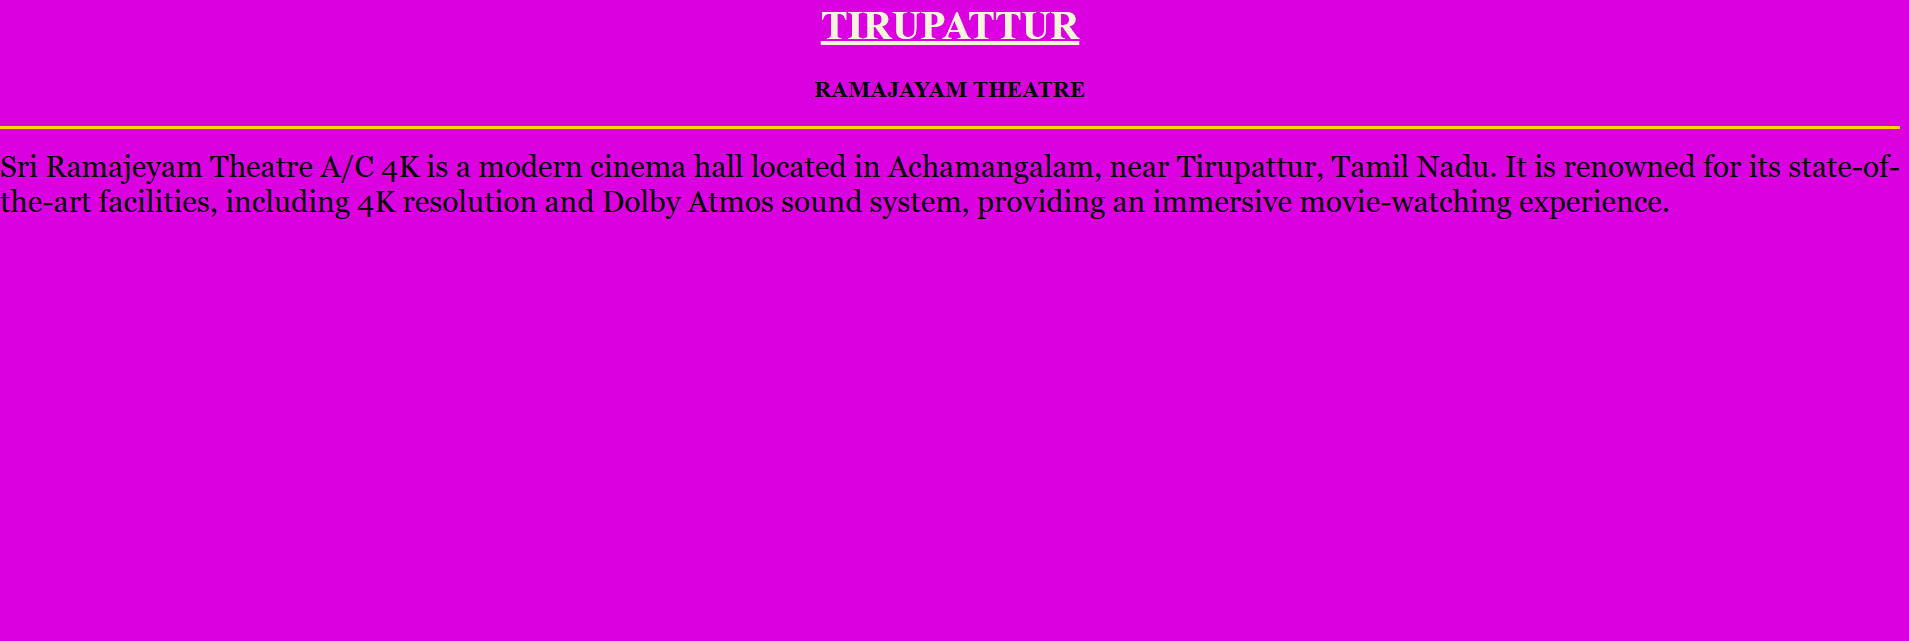 TIRUPATTUR
RAMAJAYAM THEATRE
Sri Ramajeyam Theatre A/C 4K is a modern cinema hall located in Achamangalam, near Tirupattur, Tamil Nadu. It is renowned for its state-of-
the-art facilities, including 4K resolution and Dolby Atmos sound system, providing an immersive movie-watching experience.